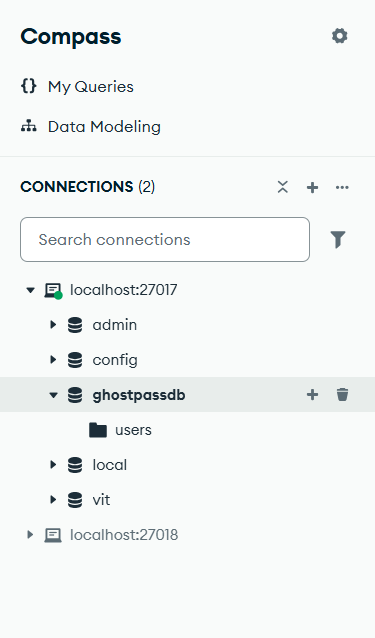 Compass
My Queries
Data Modeling
CONNECTIONS (2)
Search connections
localhost:27017
admin
config
ghostpassdb
users
local
vit
localhost:27018